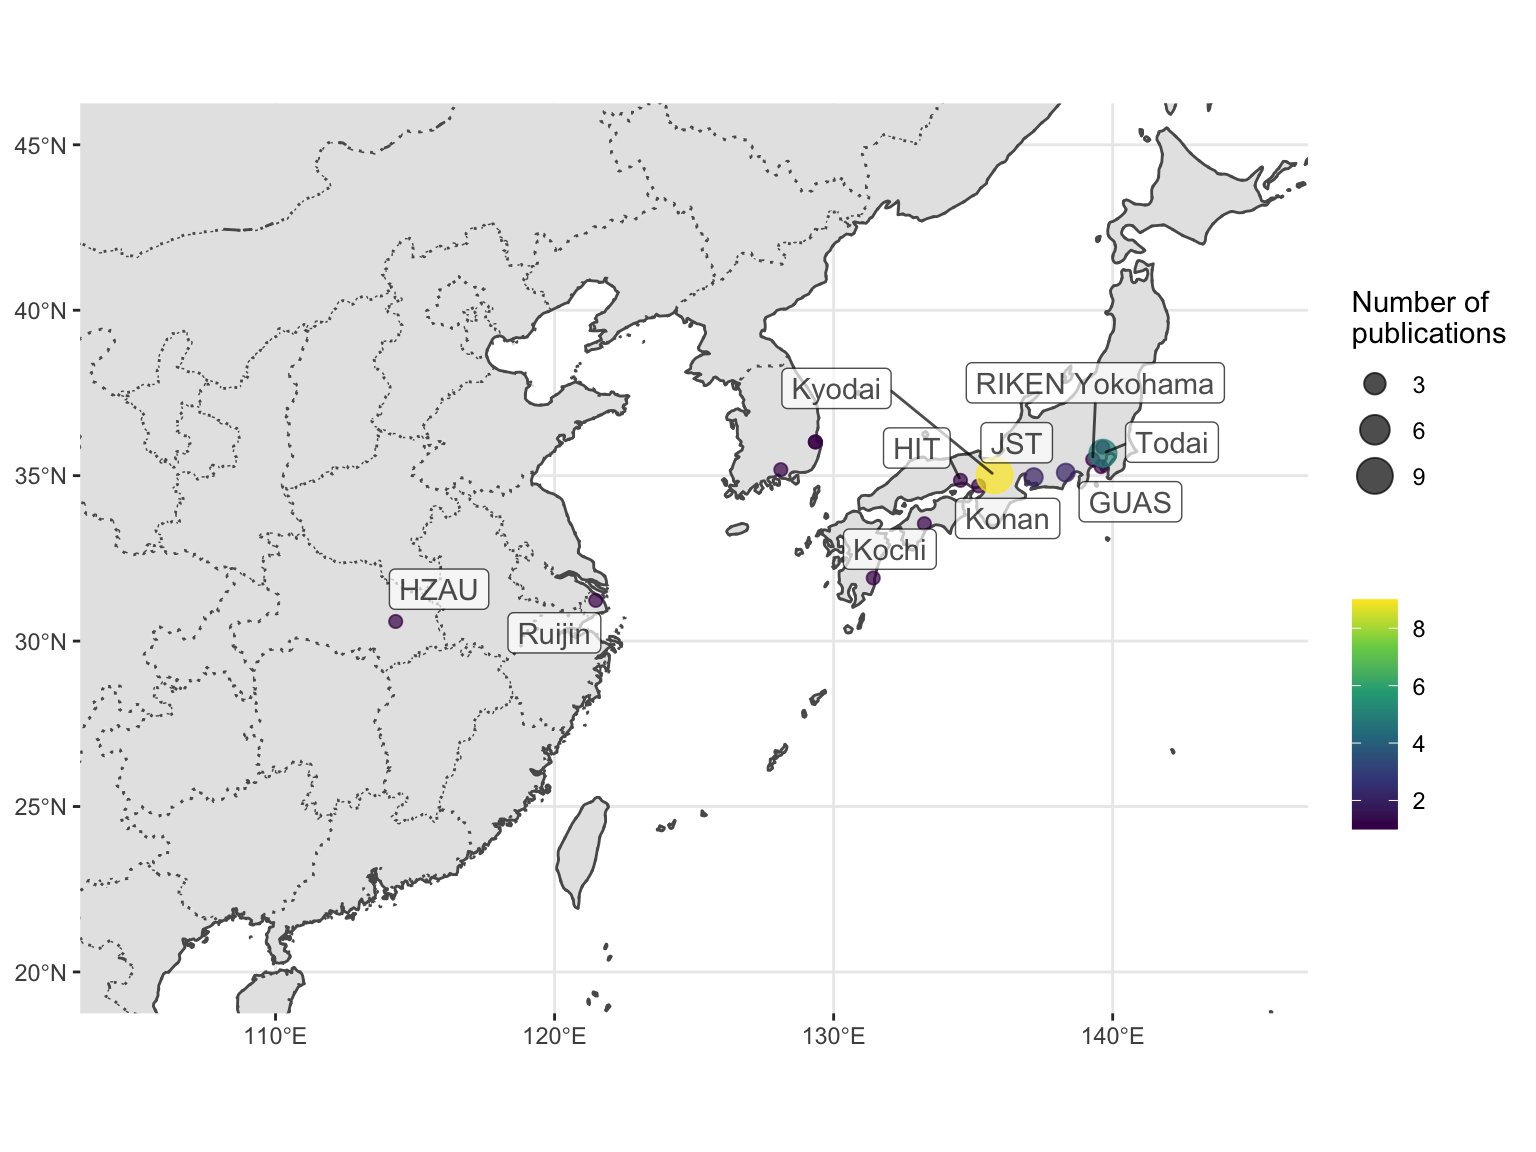 45°N
40°N
35°N
30°N
25°N
20°N
110°E
120°E
130°E
140°E
Kyodai
RIKEN Yokohama
HIT
JST
Todai
GUAS
Konan
Kochi
HZAU
Ruijin
Number of
publications
3
6
9
8
6
4
2